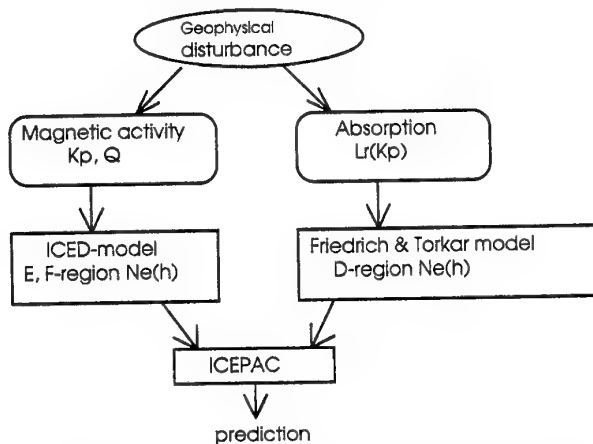 Geophysical
disturbance
Magnetic activity
Kp, Q
Absorption
Lr(Kp)
ICED-model
E, F-region Ne(h)
Friedrich & Torkar model
D-region Ne(h)
ICEPAC
prediction